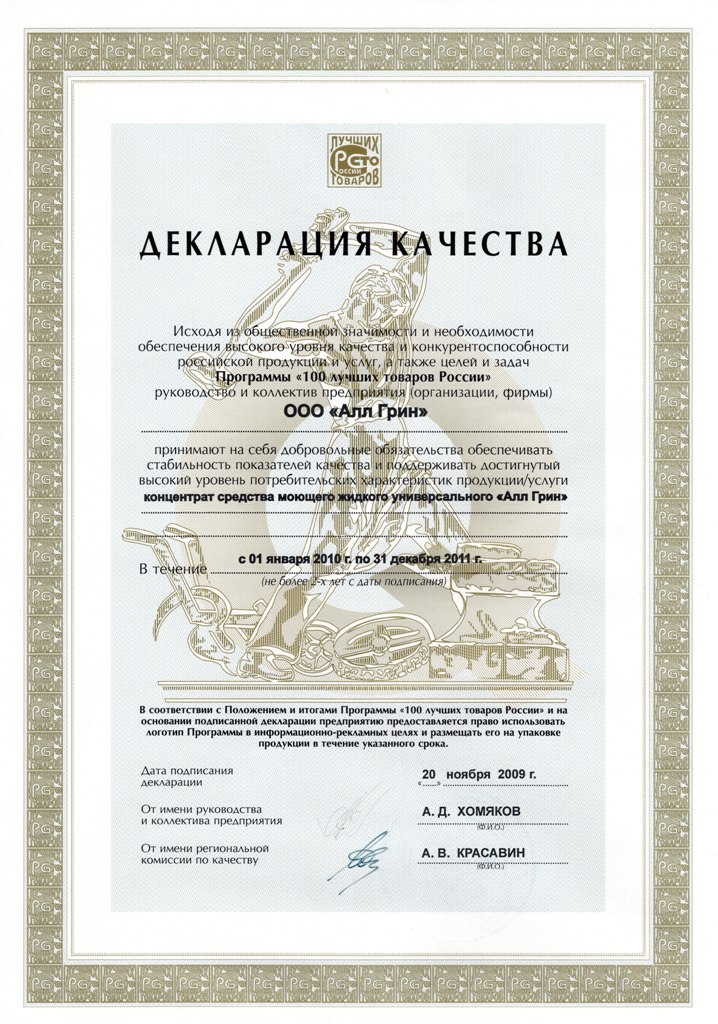 ЛУЧШИХ
PGСТО
РОССИИ
ТОВАРОВ
ДЕКЛАРАЦИЯ КАЧЕСТВА
Исходя из общественной значимости и необходимости
обеспечения высокого уровня качества и конкурентоспособности
российской продукции и услуг, а также целей и задач
Программы «100 лучших товаров России»
руководство и коллектив предприятия (организации, фирмы)
ООО «Алл Грин»
принимают на себя добровольные обязательства обеспечивать
стабильность показателей качества и поддерживать достигнутый
высокий уровень потребительских характеристик продукции/услуги
концентрат средства моющего жидкого универсального «Алл Грин»
В течение с 01 января 2010 г. по 31 декабря 2011 г.
(не более 2-х лет с даты подписания)
В соответствии с Положением и итогами Программы «100 лучших товаров России» и на
основании подписанной декларации предприятию предоставляется право использовать
логотип Программы в информационно-рекламных целях и размещать его на упаковке
продукции в течение указанного срока.
Дата подписания
декларации
20 ноября 2009 г.
От имени руководства
и коллектива предприятия
А. Д. ХОМЯКОВ
(Ф.И.О.)
От имени региональной
комиссии по качеству
А. В. КРАСАВИН
(Ф.И.О.)